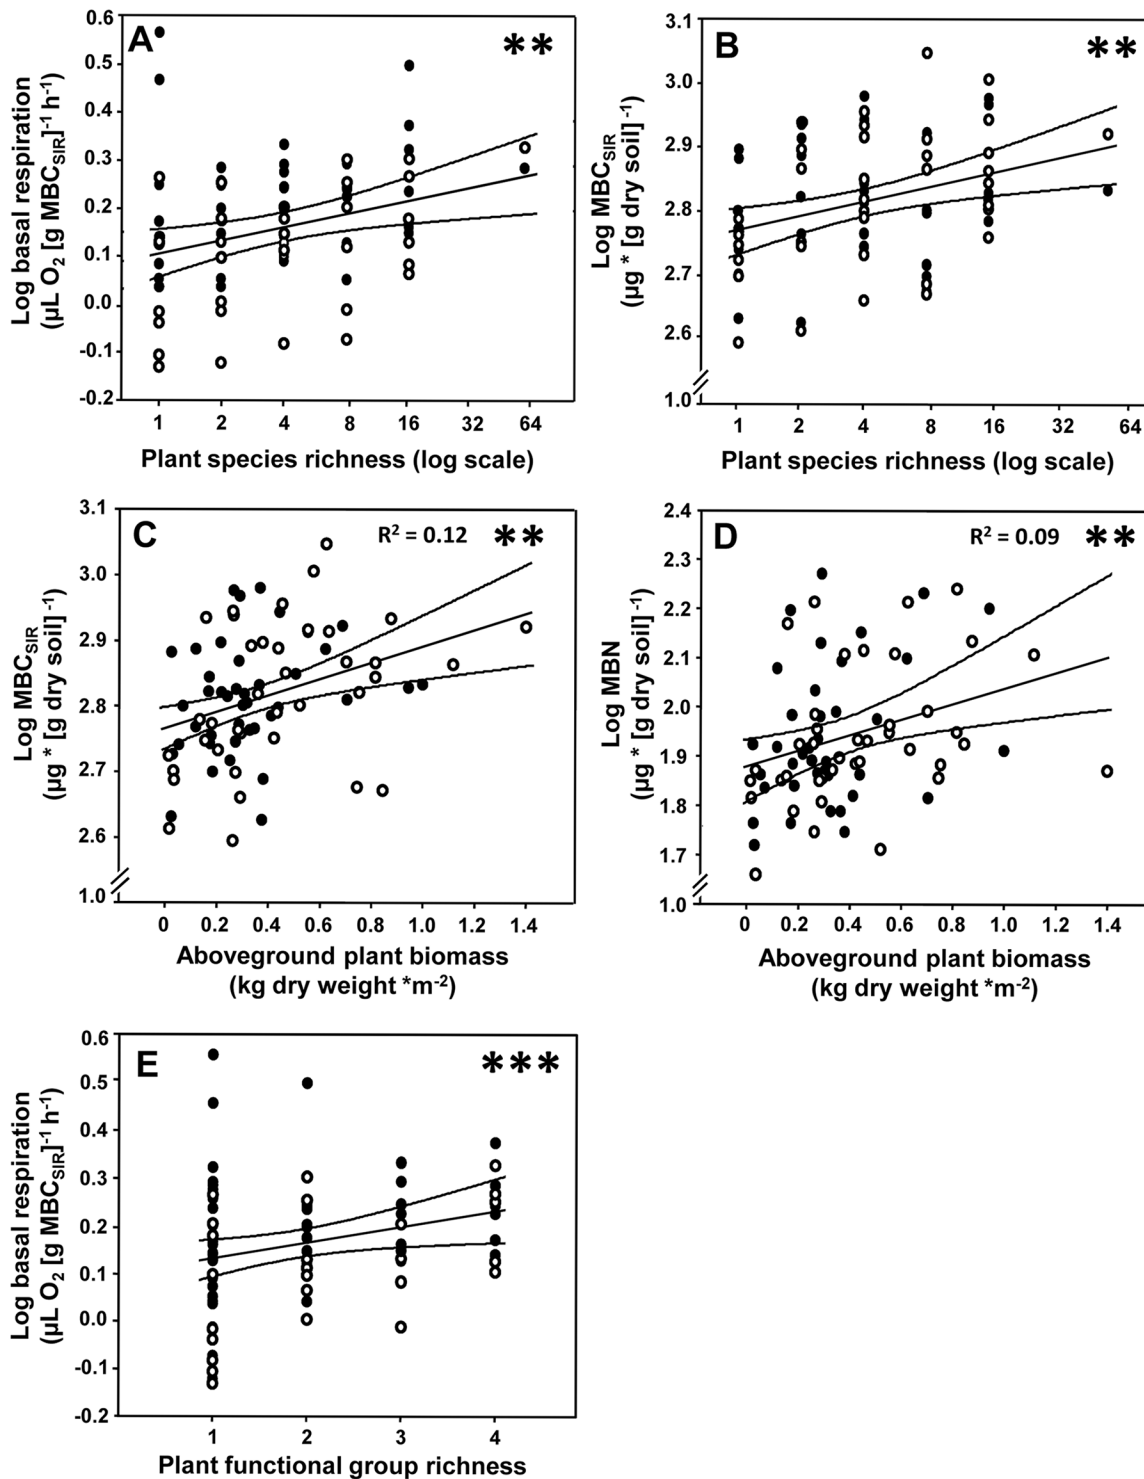 A
**
Log basal respiration
(µL O2 [g MBCSIR]-1 h-1)
0.6
0.5
0.4
0.3
0.2
0.1
0.0
-0.1
-0.2
1 2 4 8 16 32 64
Plant species richness (log scale)
B
**
Log MBCSIR
(µg * [g dry soil] -1)
3.1
3.0
2.9
2.8
2.7
2.6
1.0
1 2 4 8 16 32 64
Plant species richness (log scale)
C
R2 = 0.12 **
Log MBCSIR
(µg * [g dry soil] -1)
3.1
3.0
2.9
2.8
2.7
2.6
1.0
0 0.2 0.4 0.6 0.8 1.0 1.2 1.4
Aboveground plant biomass
(kg dry weight *m-2)
D
R2 = 0.09 **
Log MBN
(µg * [g dry soil] -1)
2.4
2.3
2.2
2.1
2.0
1.9
1.8
1.7
1.0
0 0.2 0.4 0.6 0.8 1.0 1.2 1.4
Aboveground plant biomass
(kg dry weight *m-2)
E
***
Log basal respiration
(µL O2 [g MBCSIR]-1 h-1)
0.6
0.5
0.4
0.3
0.2
0.1
0.0
-0.1
-0.2
1 2 3 4
Plant functional group richness